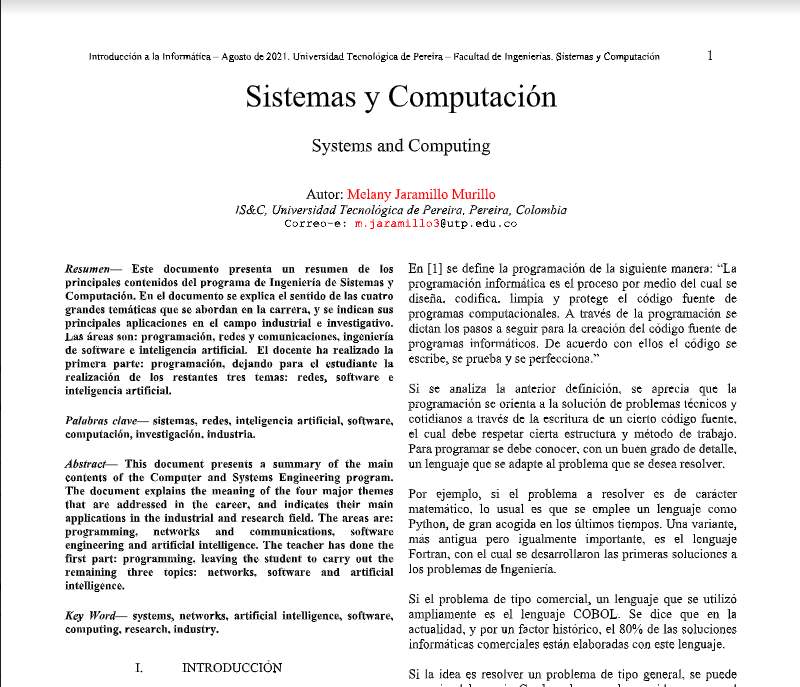 Introducción a la Informática – Agosto de 2021. Universidad Tecnológica de Pereira – Facultad de Ingenierías. Sistemas y Computación
1
Sistemas y Computación
Systems and Computing
Autor: Melany Jaramillo Murillo
IS&C, Universidad Tecnológica de Pereira, Pereira, Colombia
Correo-e: m.jaramillo3@utp.edu.co
Resumen— Este documento presenta un resumen de los
principales contenidos del programa de Ingeniería de Sistemas y
Computación. En el documento se explica el sentido de las cuatro
grandes temáticas que se abordan en la carrera, y se indican sus
principales aplicaciones en el campo industrial e investigativo.
Las áreas son: programación, redes y comunicaciones, ingeniería
de software e inteligencia artificial. El docente ha realizado la
primera parte: programación, dejando para el estudiante la
realización de los restantes tres temas: redes, software e
inteligencia artificial.
Palabras clave— sistemas, redes, inteligencia artificial, software,
computación, investigación, industria.
Abstract— This document presents a summary of the main
contents of the Computer and Systems Engineering program.
The document explains the meaning of the four major themes
that are addressed in the career, and indicates their main
applications in the industrial and research field. The areas are:
programming, networks and communications, software
engineering and artificial intelligence. The teacher has done the
first part: programming, leaving the student to carry out the
remaining three topics: networks, software and artificial
intelligence.
Key Word— systems, networks, artificial intelligence, software,
computing, research, industry.
I. INTRODUCCIÓN
En [1] se define la programación de la siguiente manera: “La
programación informática es el proceso por medio del cual se
diseña, codifica, limpia y protege el código fuente de
programas computacionales. A través de la programación se
dictan los pasos a seguir para la creación del código fuente de
programas informáticos. De acuerdo con ellos el código se
escribe, se prueba y se perfecciona.”
Si se analiza la anterior definición, se aprecia que la
programación se orienta a la solución de problemas técnicos y
cotidianos a través de la escritura de un cierto código fuente,
el cual debe respetar cierta estructura y método de trabajo.
Para programar se debe conocer, con un buen grado de detalle,
un lenguaje que se adapte al problema que se desea resolver.
Por ejemplo, si el problema a resolver es de carácter
matemático, lo usual es que se emplee un lenguaje como
Python, de gran acogida en los últimos tiempos. Una variante,
más antigua pero igualmente importante, es el lenguaje
Fortran, con el cual se desarrollaron las primeras soluciones a
los problemas de Ingeniería.
Si el problema de tipo comercial, un lenguaje que se utilizó
ampliamente es el lenguaje COBOL. Se dice que en la
actualidad, y por un factor histórico, el 80% de las soluciones
informáticas comerciales están elaboradas con este lenguaje.
Si la idea es resolver un problema de tipo general, se puede